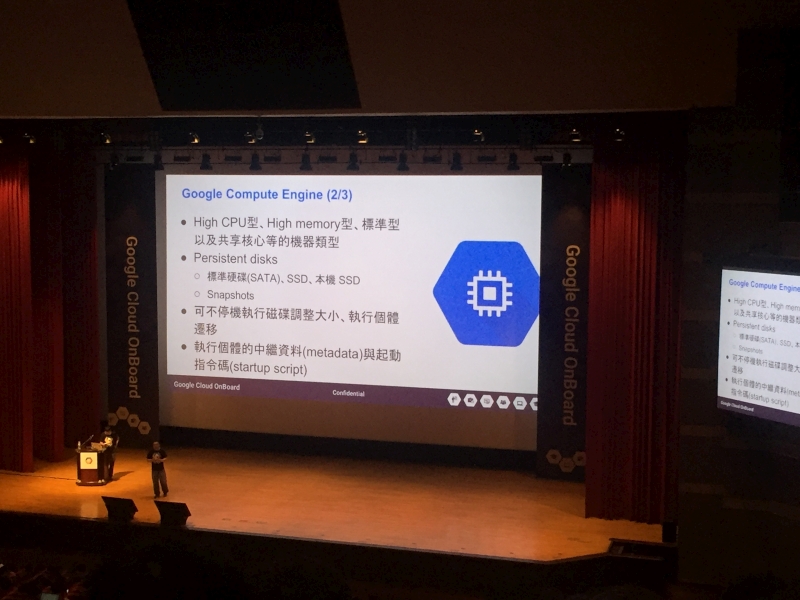 Google Compute Engine (2/3)
● High CPU型、High memory型、標準型
以及共享核心等的機器類型
● Persistent disks
○ 標準硬碟(SATA)、SSD、本機 SSD
○ Snapshots
● 可不停機執行磁碟調整大小、執行個體
遷移
● 執行個體的中繼資料(metadata)與起動
指令碼(startup script)
Google Cloud OnBoard
Confidential
Google Cloud OnBoard
Google Cloud OnBoard
Google Compute Engine
● High CPU型、High memory
以及共享核心等的機器
● Persistent disks
○ 標準硬碟(SATA)、SSD、本
○ Snapshots
● 可不停機執行磁碟調整大
遷移
● 執行個體的中繼資料(met
指令碼(startup script)
Google Cloud OnBoard